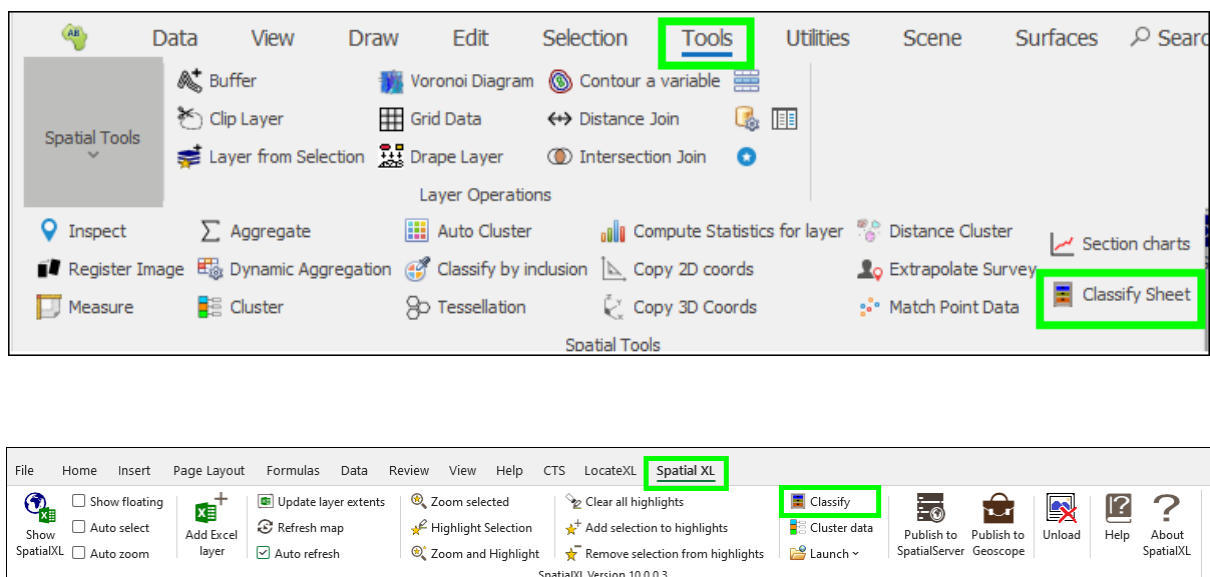 AB Data View Draw Edit Selection Tools Utilities Scene Surfaces
Buffer Voronoi Diagram Contour a variable
Clip Layer Grid Data Distance Join
Spatial Tools
Layer from Selection Drape Layer Intersection Join
Layer Operations
Inspect Aggregate Auto Cluster Compute Statistics for layer Distance Cluster
Section charts
Register Image Dynamic Aggregation Classify by inclusion Copy 2D coords Extrapolate Survey
Classify Sheet
Measure Cluster Tessellation Copy 3D Coords Match Point Data
Spatial Tools
File Home Insert Page Layout Formulas Data Review View Help CTS LocateXL Spatial XL
Show floating Update layer extents Zoom selected Clear all highlights Classify
Auto select Refresh map Highlight Selection Add selection to highlights Cluster data
Show Add Excel Publish to Publish to Unload Help About
SpatialXL Auto zoom layer Auto refresh Zoom and Highlight Remove selection from highlights Launch SpatialServer Geoscope SpatialXL
SpatialXL Version 10.0.0.3